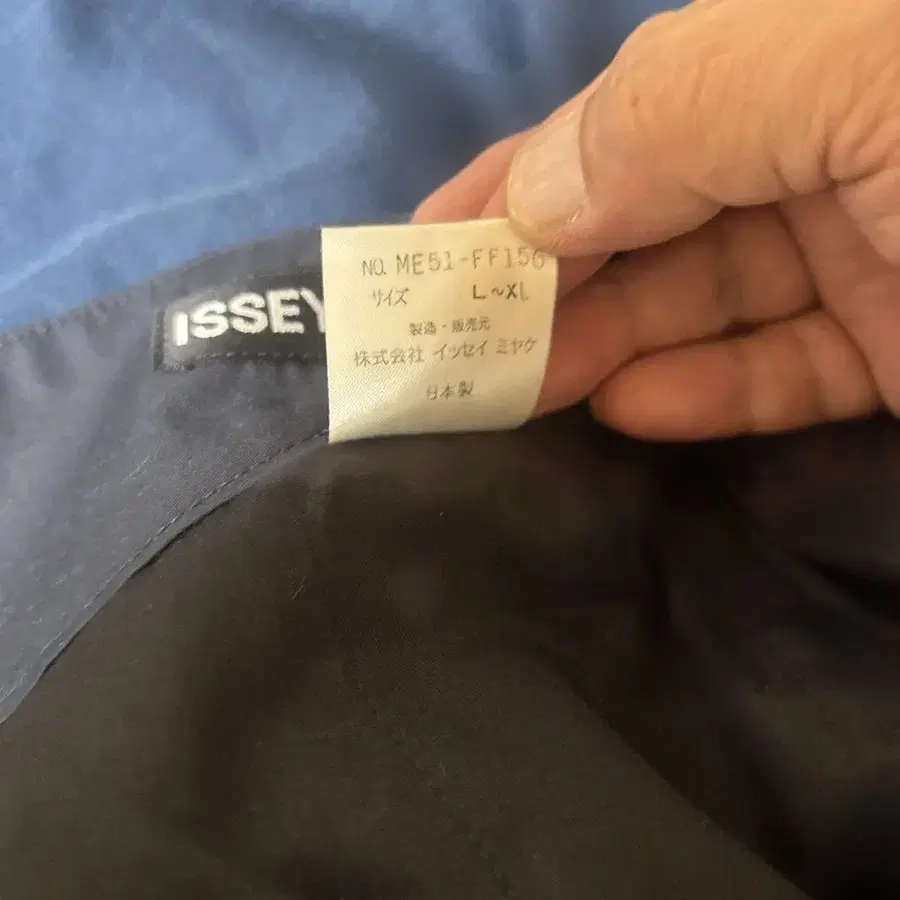 ISSEY
NO. ME51-FF156
サイズ L〜XL
製造・販売元
株式会社 イッセイ ミヤケ
日本製